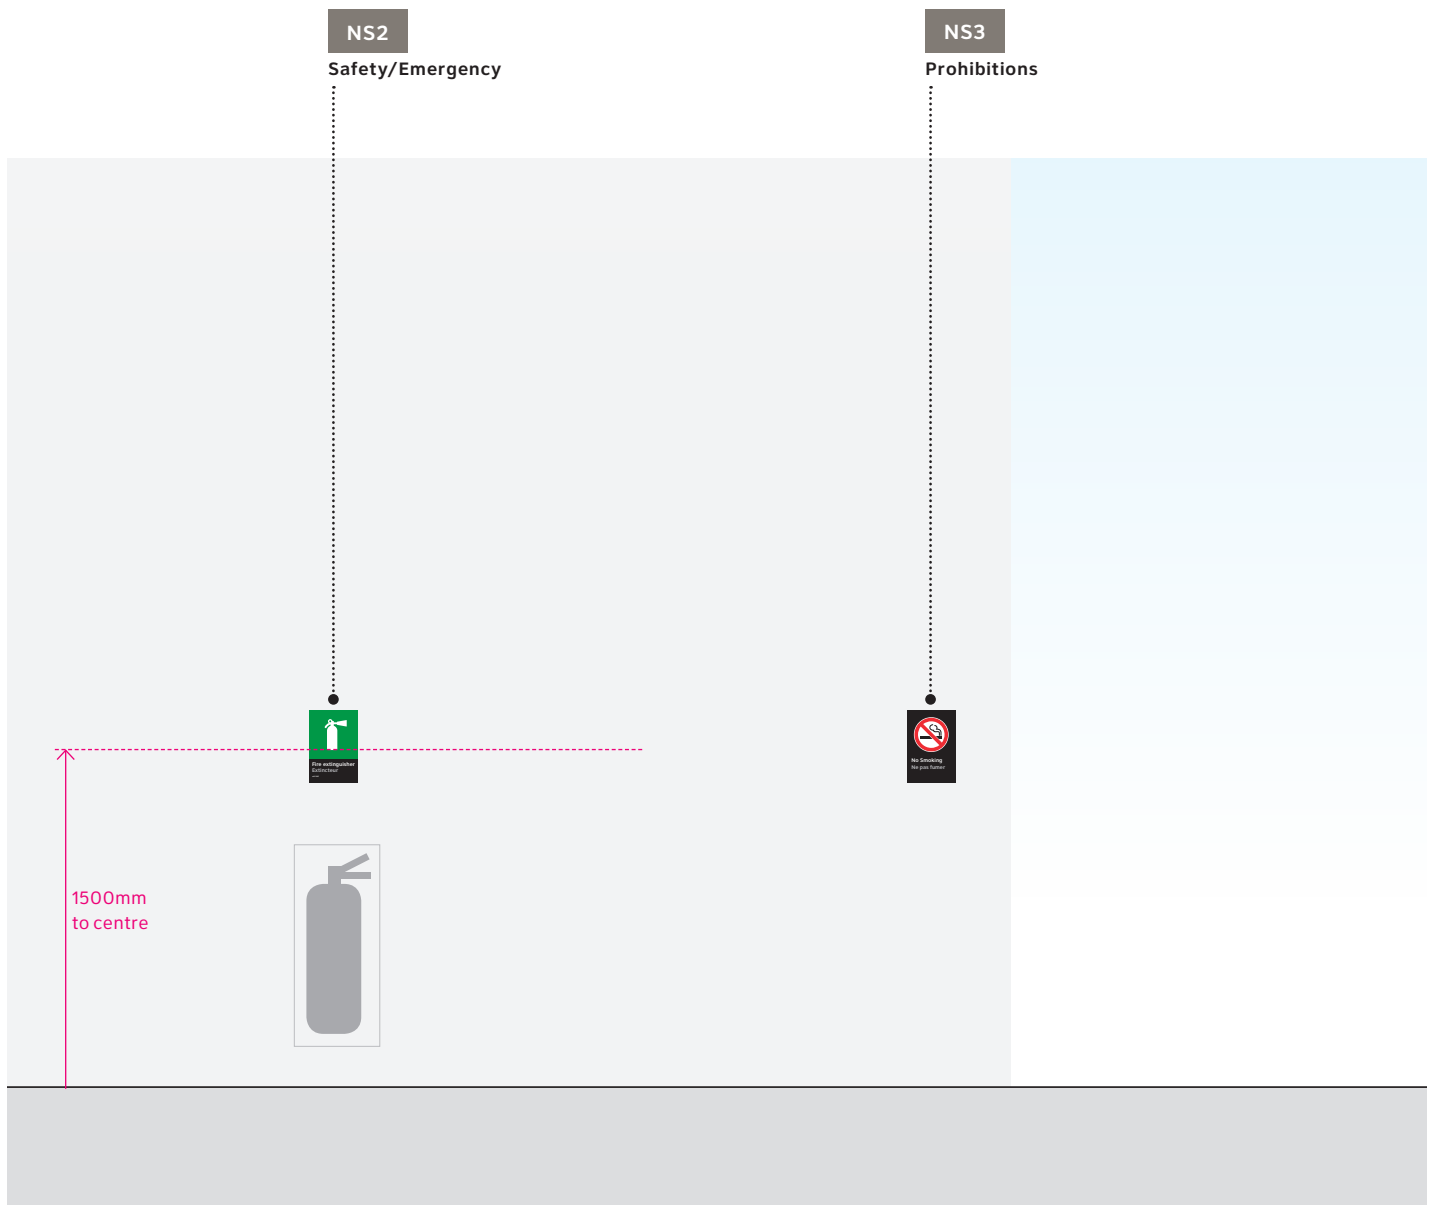 NS2
Safety/Emergency
NS3
Prohibitions
Fire extinguisher
Extincteur
No Smoking
Ne pas fumer
1500mm
to centre